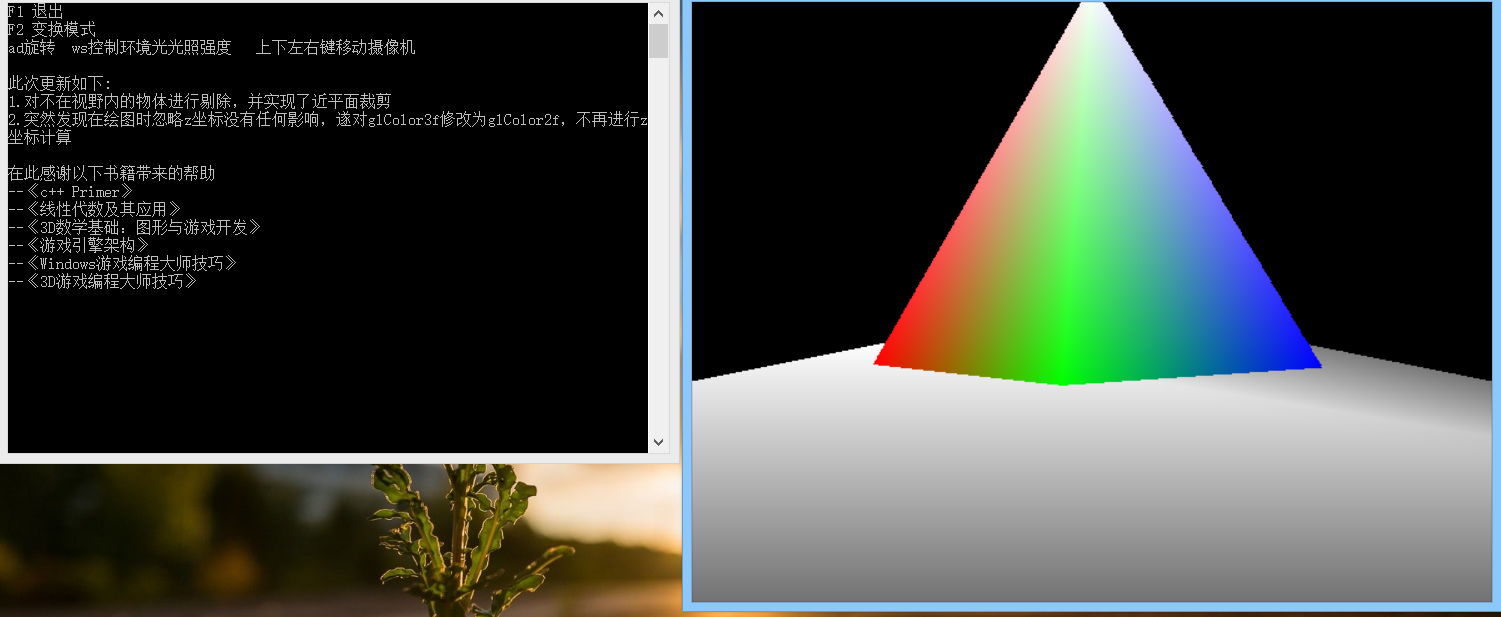 F1 退出
F2 变换模式
ad旋转  ws控制环境光光照强度   上下左右键移动摄像机
此次更新如下:
1.对不在视野内的物体进行剔除，并实现了近平面裁剪
2.突然发现在绘图时忽略z坐标没有任何影响，遂对glColor3f修改为glColor2f，不再进行z
坐标计算
在此感谢以下书籍带来的帮助
--《c++ Primer》
--《线性代数及其应用》
--《3D数学基础：图形与游戏开发》
--《游戏引擎架构》
--《Windows游戏编程大师技巧》
--《3D游戏编程大师技巧》